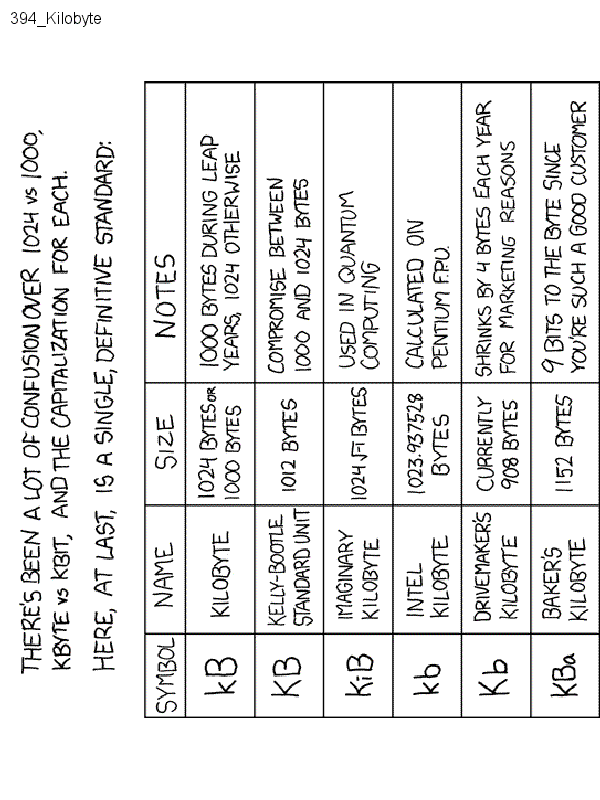 394_Kilobyte
THERE'S BEEN A LOT OF CONFUSION OVER 1024 VS 1000,
KBYTE VS KBIT, AND THE CAPITALIZATION FOR EACH.
HERE, AT LAST, IS A SINGLE, DEFINITIVE STANDARD:
SYMBOL NAME SIZE NOTES
kB KILOBYTE 1024 BYTES OR 1000 BYTES 1000 BYTES DURING LEAP YEARS, 1024 OTHERWISE
KB KELLY-BOOTLE STANDARD UNIT 1012 BYTES COMPROMISE BETWEEN 1000 AND 1024 BYTES
KiB IMAGINARY KILOBYTE 1024 √-1 BYTES USED IN QUANTUM COMPUTING
kb INTEL KILOBYTE 1023.937528 BYTES CALCULATED ON PENTIUM F.P.U.
Kb DRIVEMAKER'S KILOBYTE CURRENTLY 908 BYTES SHRINKS BY 4 BYTES EACH YEAR FOR MARKETING REASONS
KBa BAKER'S KILOBYTE 1152 BYTES 9 BITS TO THE BYTE SINCE YOU'RE SUCH A GOOD CUSTOMER